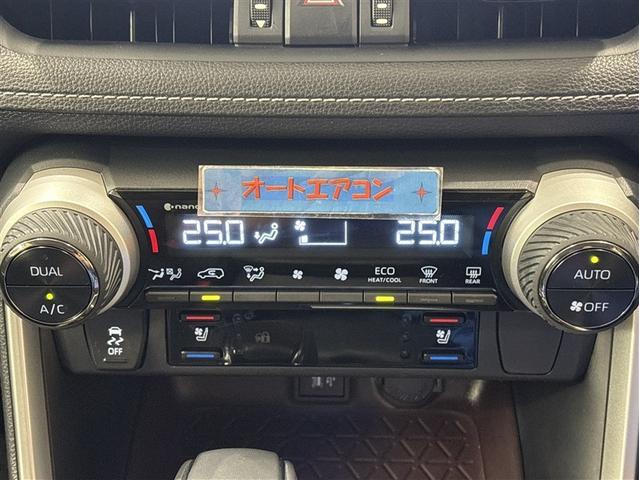 オートエアコン
nano
25.0
25.0
DUAL
A/C
ECO
HEAT/COOL
FRONT
REAR
AUTO
OFF
OFF